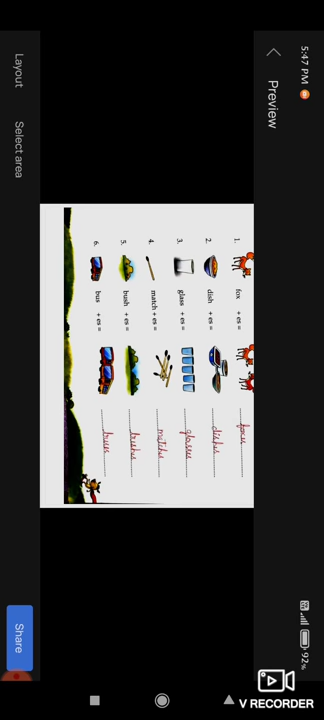 5:47 PM
92%
Preview
1. fox + es =
2. dish + es = dishes
3. glass + es = glasses
4. match + es = matches
5. bush + es = bushes
6. bus + es = buses
Layout
Select area
Share
V RECORDER